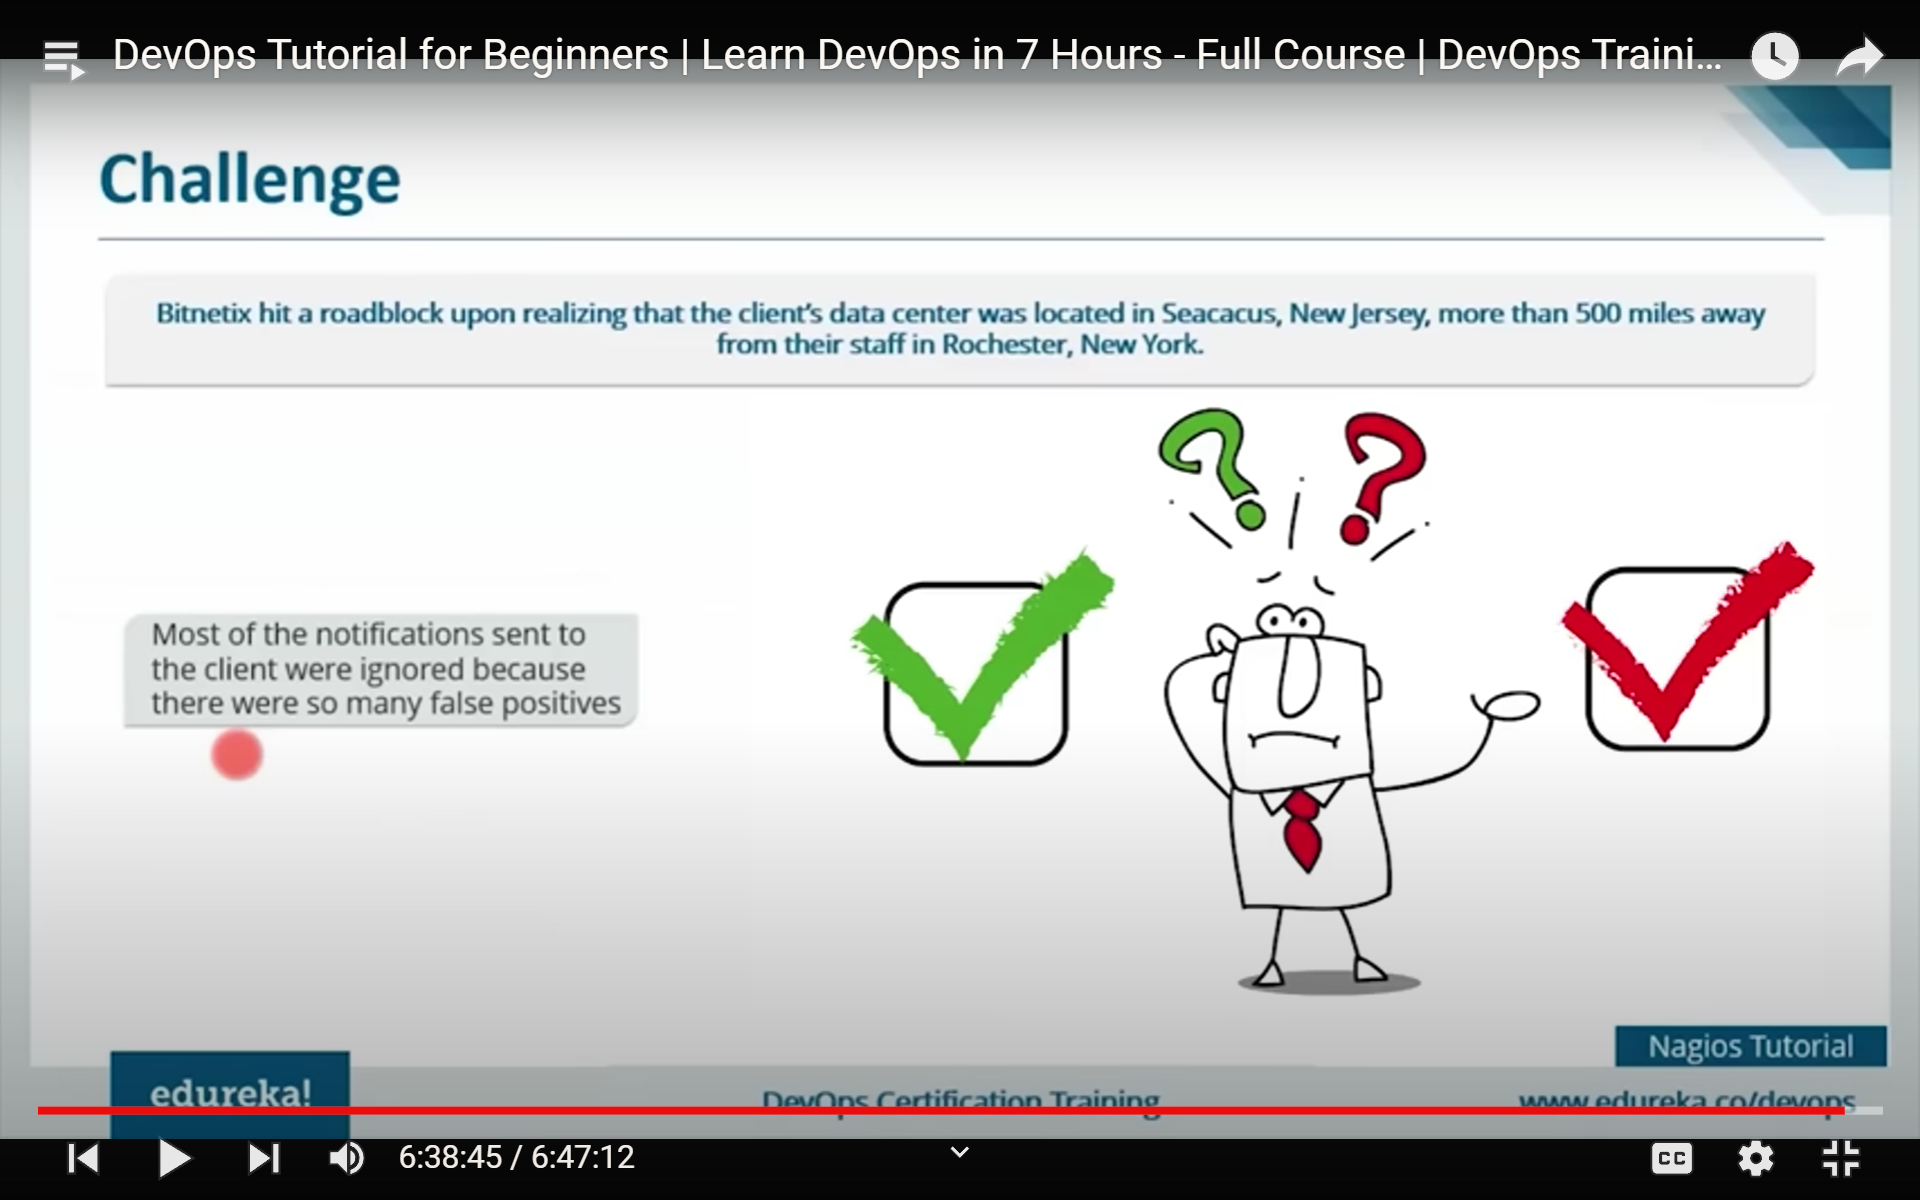 DevOps Tutorial for Beginners | Learn DevOps in 7 Hours - Full Course | DevOps Traini...
Challenge
Bitnetix hit a roadblock upon realizing that the client's data center was located in Seacacus, New Jersey, more than 500 miles away
from their staff in Rochester, New York.
? ?
Most of the notifications sent to
the client were ignored because
there were so many false positives
Nagios Tutorial
edureka!
DevOps Certification Training
www.edureka.co/devops
6:38:45 / 6:47:12
CC